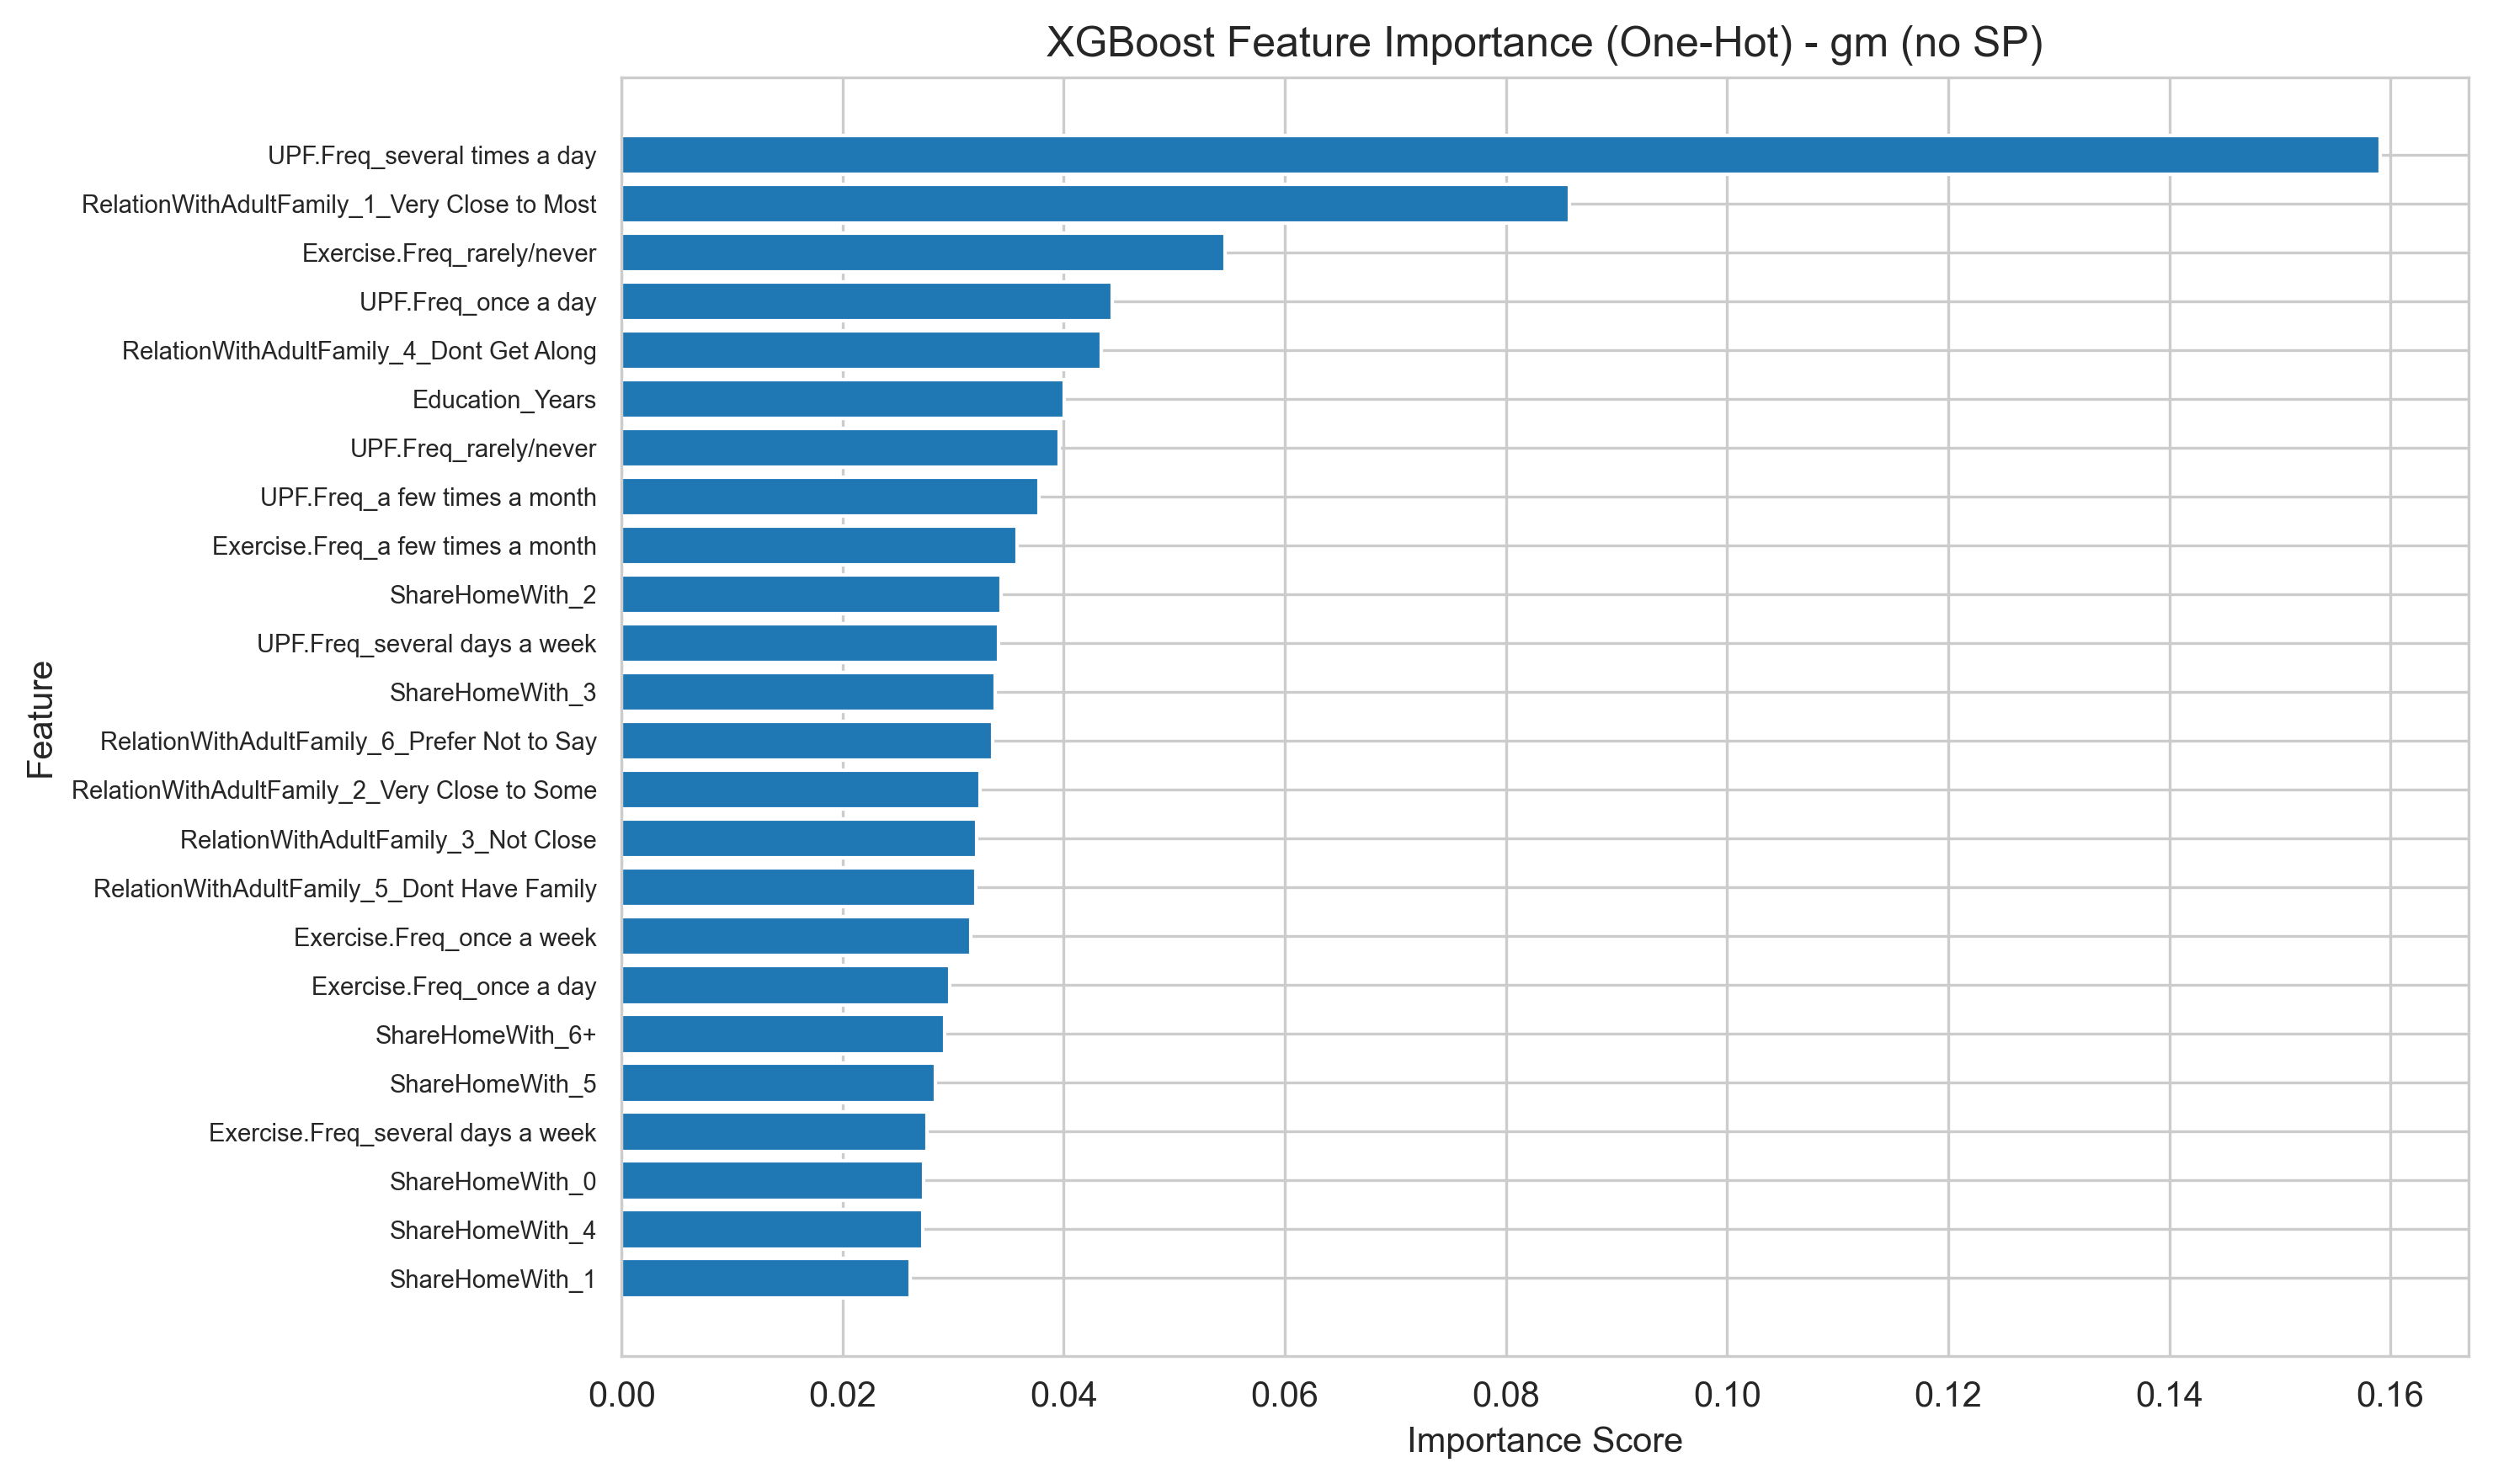 XGBoost Feature Importance (One-Hot) - gm (no SP)
UPF.Freq_several times a day
RelationWithAdultFamily_1_Very Close to Most
Exercise.Freq_rarely/never
UPF.Freq_once a day
RelationWithAdultFamily_4_Dont Get Along
Education_Years
UPF.Freq_rarely/never
UPF.Freq_a few times a month
Exercise.Freq_a few times a month
ShareHomeWith_2
UPF.Freq_several days a week
ShareHomeWith_3
RelationWithAdultFamily_6_Prefer Not to Say
RelationWithAdultFamily_2_Very Close to Some
RelationWithAdultFamily_3_Not Close
RelationWithAdultFamily_5_Dont Have Family
Exercise.Freq_once a week
Exercise.Freq_once a day
ShareHomeWith_6+
ShareHomeWith_5
Exercise.Freq_several days a week
ShareHomeWith_0
ShareHomeWith_4
ShareHomeWith_1
Feature
0.00 0.02 0.04 0.06 0.08 0.10 0.12 0.14 0.16
Importance Score